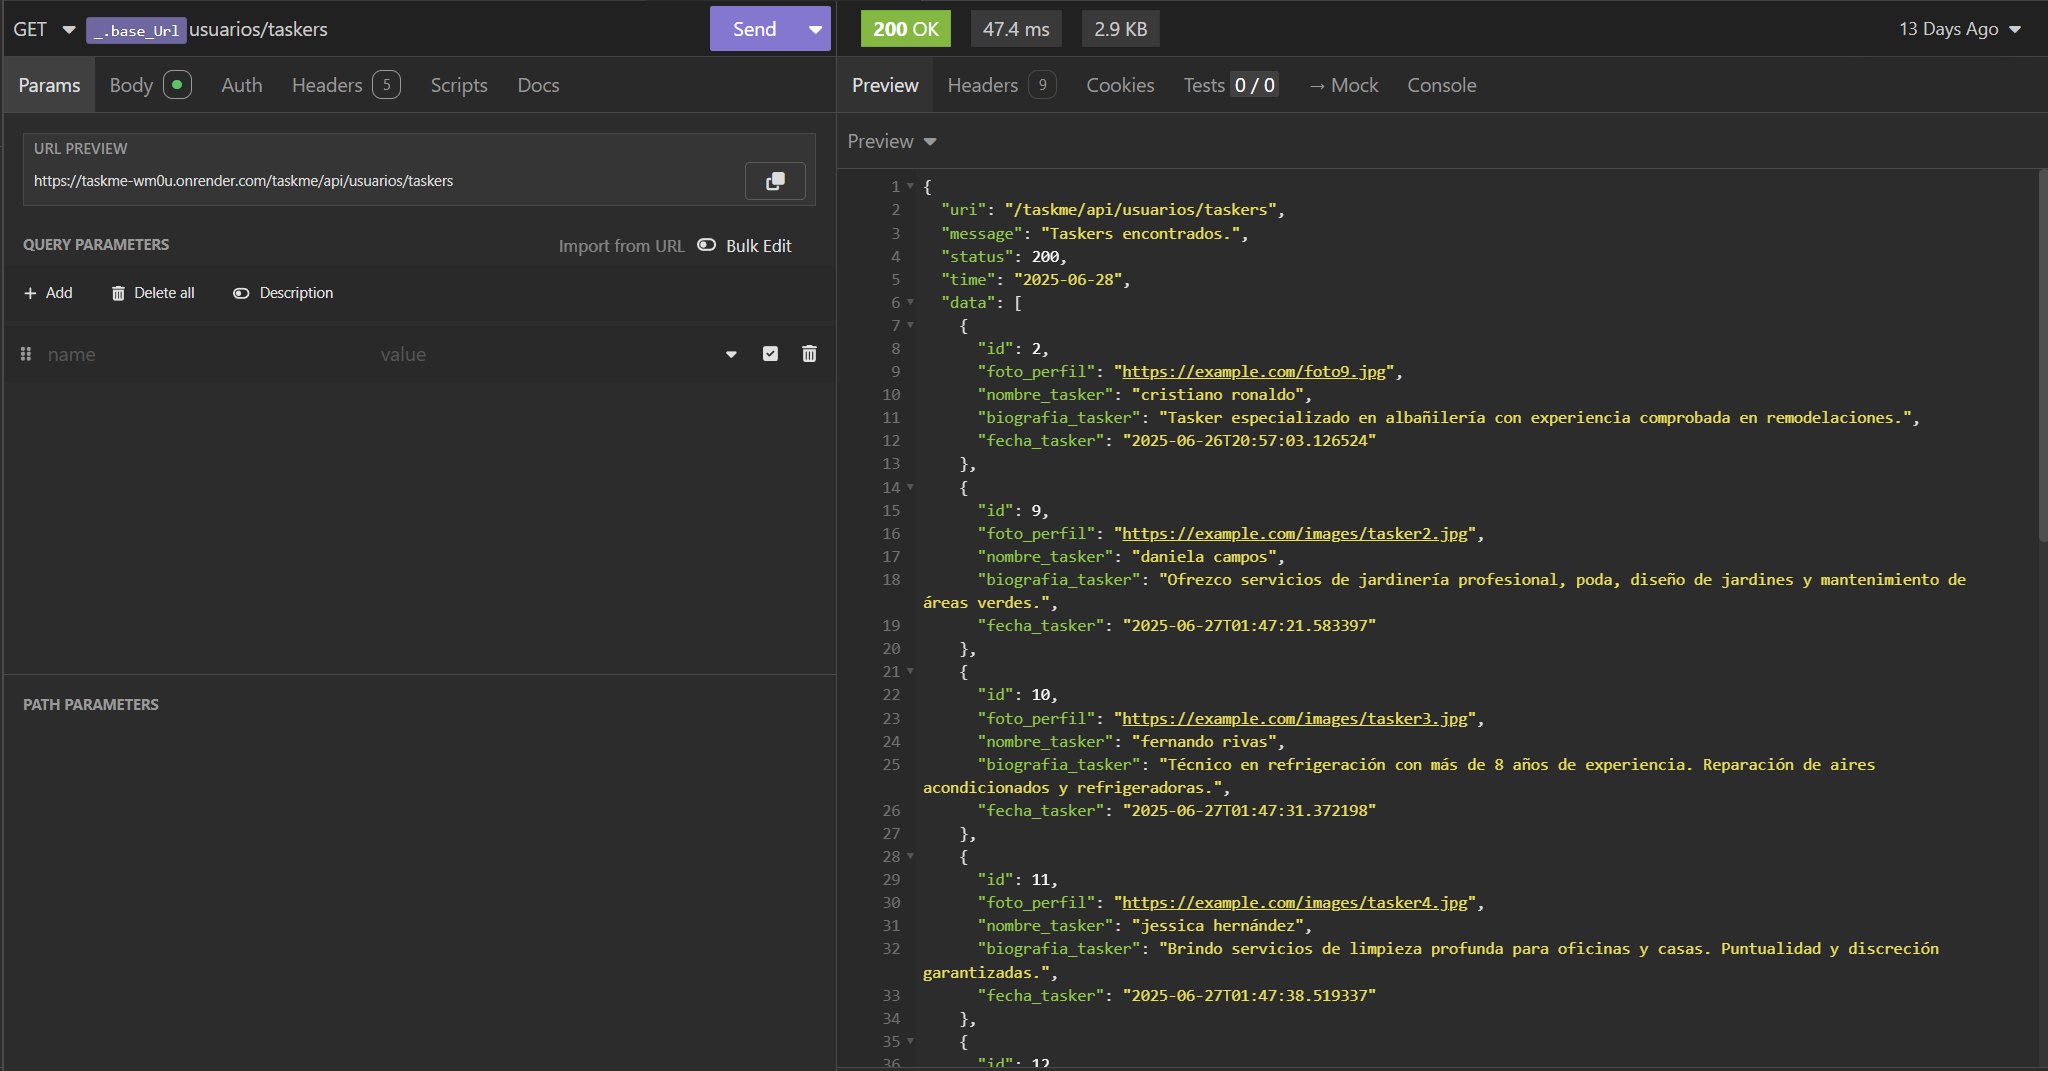 GET _.base_Url usuarios/taskers Send
Params Body Auth Headers 5 Scripts Docs
URL PREVIEW
https://taskme-wm0u.onrender.com/taskme/api/usuarios/taskers
QUERY PARAMETERS Import from URL Bulk Edit
+ Add Delete all Description
name value
PATH PARAMETERS
200 OK 47.4 ms 2.9 KB 13 Days Ago
Preview Headers 9 Cookies Tests 0 / 0 → Mock Console
Preview
1 {
2 "uri": "/taskme/api/usuarios/taskers",
3 "message": "Taskers encontrados.",
4 "status": 200,
5 "time": "2025-06-28",
6 "data": [
7 {
8 "id": 2,
9 "foto_perfil": "https://example.com/foto9.jpg",
10 "nombre_tasker": "cristiano ronaldo",
11 "biografia_tasker": "Tasker especializado en albañilería con experiencia comprobada en remodelaciones.",
12 "fecha_tasker": "2025-06-26T20:57:03.126524"
13 },
14 {
15 "id": 9,
16 "foto_perfil": "https://example.com/images/tasker2.jpg",
17 "nombre_tasker": "daniela campos",
18 "biografia_tasker": "Ofrezco servicios de jardinería profesional, poda, diseño de jardines y mantenimiento de
áreas verdes.",
19 "fecha_tasker": "2025-06-27T01:47:21.583397"
20 },
21 {
22 "id": 10,
23 "foto_perfil": "https://example.com/images/tasker3.jpg",
24 "nombre_tasker": "fernando rivas",
25 "biografia_tasker": "Técnico en refrigeración con más de 8 años de experiencia. Reparación de aires
acondicionados y refrigeradoras.",
26 "fecha_tasker": "2025-06-27T01:47:31.372198"
27 },
28 {
29 "id": 11,
30 "foto_perfil": "https://example.com/images/tasker4.jpg",
31 "nombre_tasker": "jessica hernández",
32 "biografia_tasker": "Brindo servicios de limpieza profunda para oficinas y casas. Puntualidad y discreción
garantizadas.",
33 "fecha_tasker": "2025-06-27T01:47:38.519337"
34 },
35 {
36 "id": 12